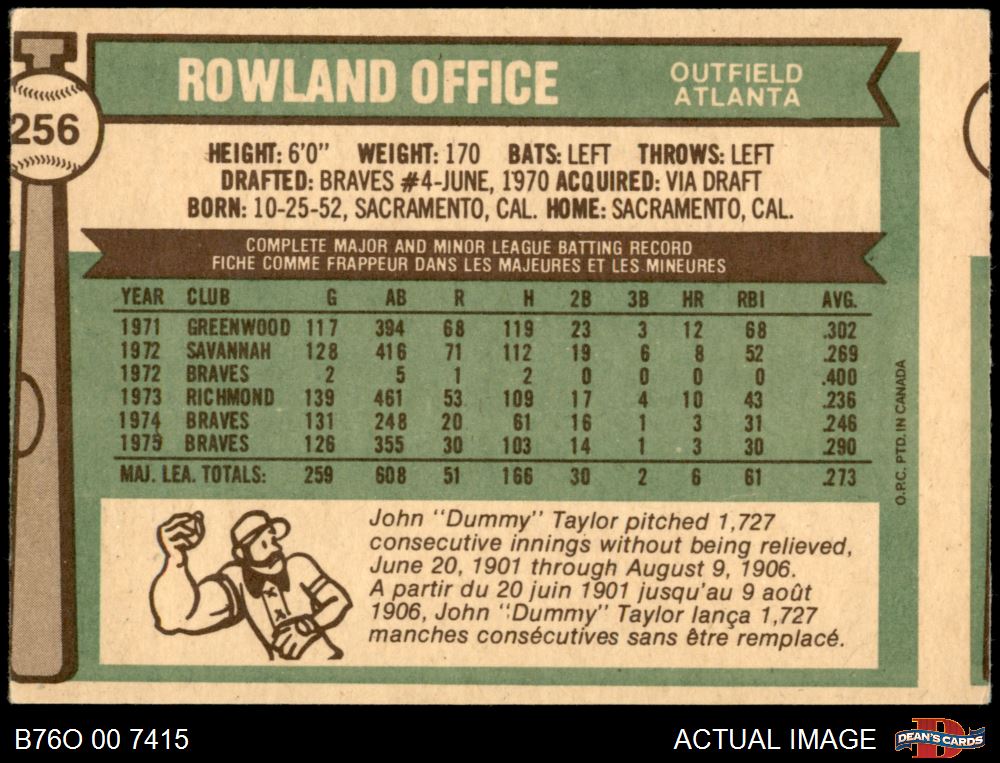 256
ROWLAND OFFICE
OUTFIELD
ATLANTA
HEIGHT: 6'0" WEIGHT: 170 BATS: LEFT THROWS: LEFT
DRAFTED: BRAVES #4-JUNE, 1970 ACQUIRED: VIA DRAFT
BORN: 10-25-52, SACRAMENTO, CAL. HOME: SACRAMENTO, CAL.
COMPLETE MAJOR AND MINOR LEAGUE BATTING RECORD
FICHE COMME FRAPPEUR DANS LES MAJEURES ET LES MINEURES
YEAR CLUB G AB R H 2B 3B HR RBI AVG.
1971 GREENWOOD 117 394 68 119 23 3 12 68 .302
1972 SAVANNAH 128 416 71 112 19 6 8 52 .269
1972 BRAVES 2 5 1 2 0 0 0 0 .400
1973 RICHMOND 139 461 53 109 17 4 10 43 .236
1974 BRAVES 131 248 20 61 16 1 3 31 .246
1975 BRAVES 126 355 30 103 14 1 3 30 .290
MAJ. LEA. TOTALS: 259 608 51 166 30 2 6 61 .273
O.P.C. PTD. IN CANADA
John "Dummy" Taylor pitched 1,727
consecutive innings without being relieved,
June 20, 1901 through August 9, 1906.
A partir du 20 juin 1901 jusqu'au 9 août
1906, John "Dummy" Taylor lança 1,727
manches consécutives sans être remplacé.
B76O 00 7415
ACTUAL IMAGE
DEAN'S CARDS